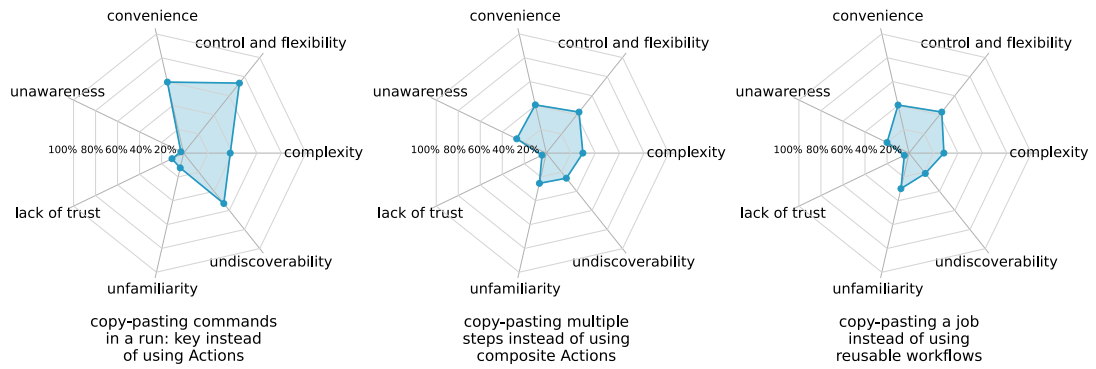 convenience
control and flexibility
unawareness
100% 80% 60% 40% 20%
complexity
lack of trust
undiscoverability
unfamiliarity
copy-pasting commands
in a run: key instead
of using Actions
convenience
control and flexibility
unawareness
100% 80% 60% 40% 20%
complexity
lack of trust
undiscoverability
unfamiliarity
copy-pasting multiple
steps instead of using
composite Actions
convenience
control and flexibility
unawareness
100% 80% 60% 40% 20%
complexity
lack of trust
undiscoverability
unfamiliarity
copy-pasting a job
instead of using
reusable workflows